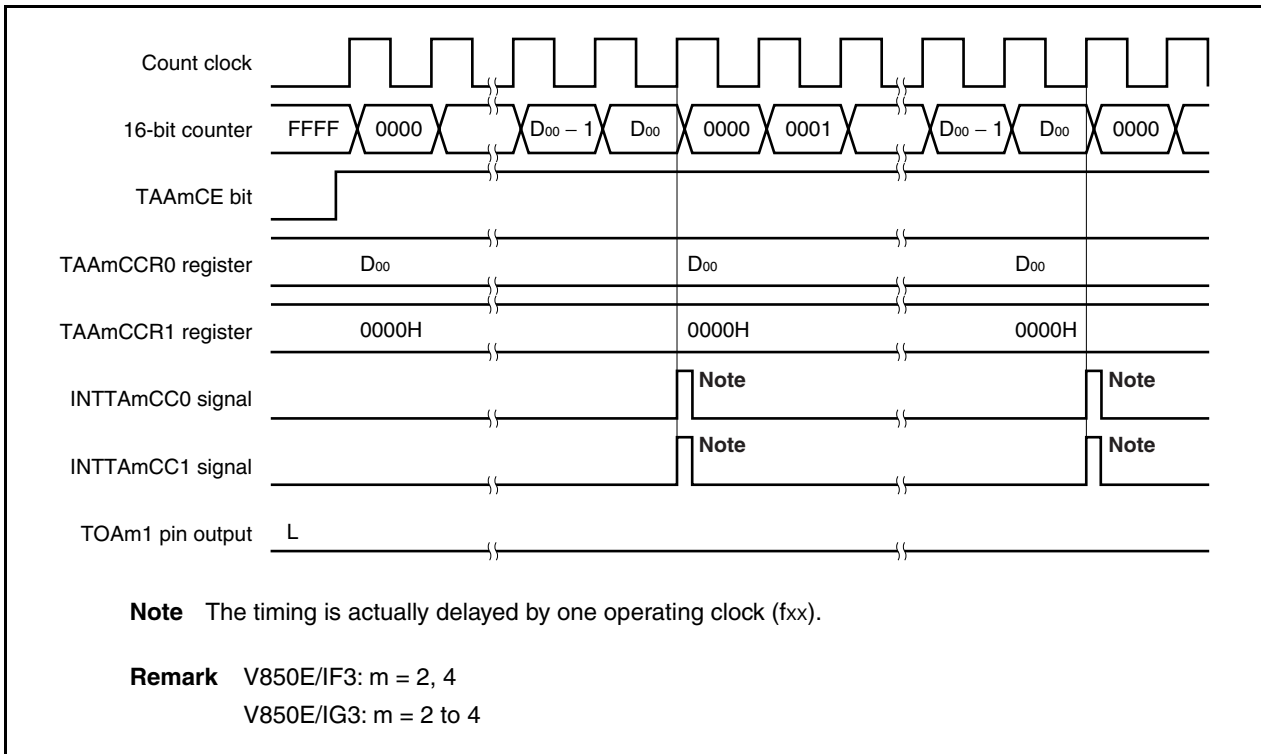 Count clock
16-bit counter FFFF 0000 D00 − 1 D00 0000 0001 D00 − 1 D00 0000
TAAmCE bit
TAAmCCR0 register D00 D00 D00
TAAmCCR1 register 0000H 0000H 0000H
INTTAmCC0 signal Note Note
INTTAmCC1 signal Note Note
TOAm1 pin output L
Note The timing is actually delayed by one operating clock (fxx).
Remark V850E/IF3: m = 2, 4
V850E/IG3: m = 2 to 4